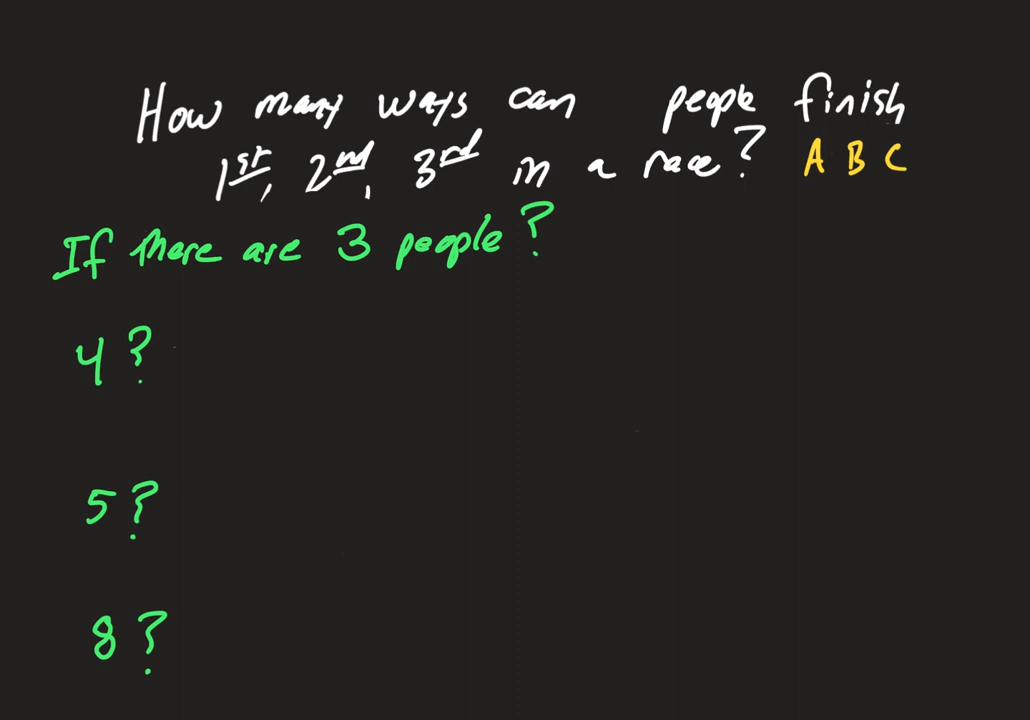 How many ways can people finish
1st, 2nd, 3rd in a race? A B C
If there are 3 people?
4?
5?
8?